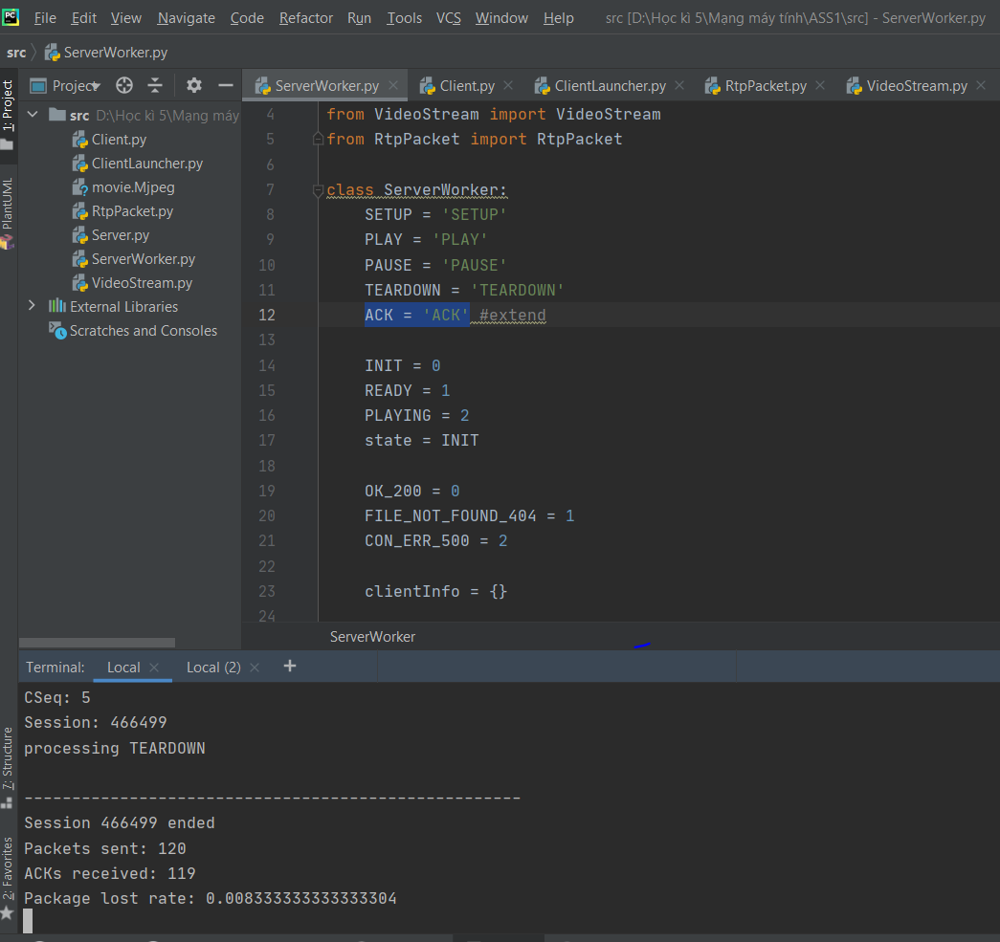 PC File Edit View Navigate Code Refactor Run Tools VCS Window Help src [D:\Học kì 5\Mạng máy tính\ASS1\src] - ServerWorker.py
src ServerWorker.py
1: Project
PlantUML
7: Structure
2: Favorites
Project
src D:\Học kì 5\Mạng máy
Client.py
ClientLauncher.py
movie.Mjpeg
RtpPacket.py
Server.py
ServerWorker.py
VideoStream.py
External Libraries
Scratches and Consoles
ServerWorker.py Client.py ClientLauncher.py RtpPacket.py VideoStream.py
4 from VideoStream import VideoStream
5 from RtpPacket import RtpPacket
6
7 class ServerWorker:
8 SETUP = 'SETUP'
9 PLAY = 'PLAY'
10 PAUSE = 'PAUSE'
11 TEARDOWN = 'TEARDOWN'
12 ACK = 'ACK' #extend
13
14 INIT = 0
15 READY = 1
16 PLAYING = 2
17 state = INIT
18
19 OK_200 = 0
20 FILE_NOT_FOUND_404 = 1
21 CON_ERR_500 = 2
22
23 clientInfo = {}
24
ServerWorker
Terminal: Local Local (2) +
CSeq: 5
Session: 466499
processing TEARDOWN
----------------------------------------------------
Session 466499 ended
Packets sent: 120
ACKs received: 119
Package lost rate: 0.008333333333333304